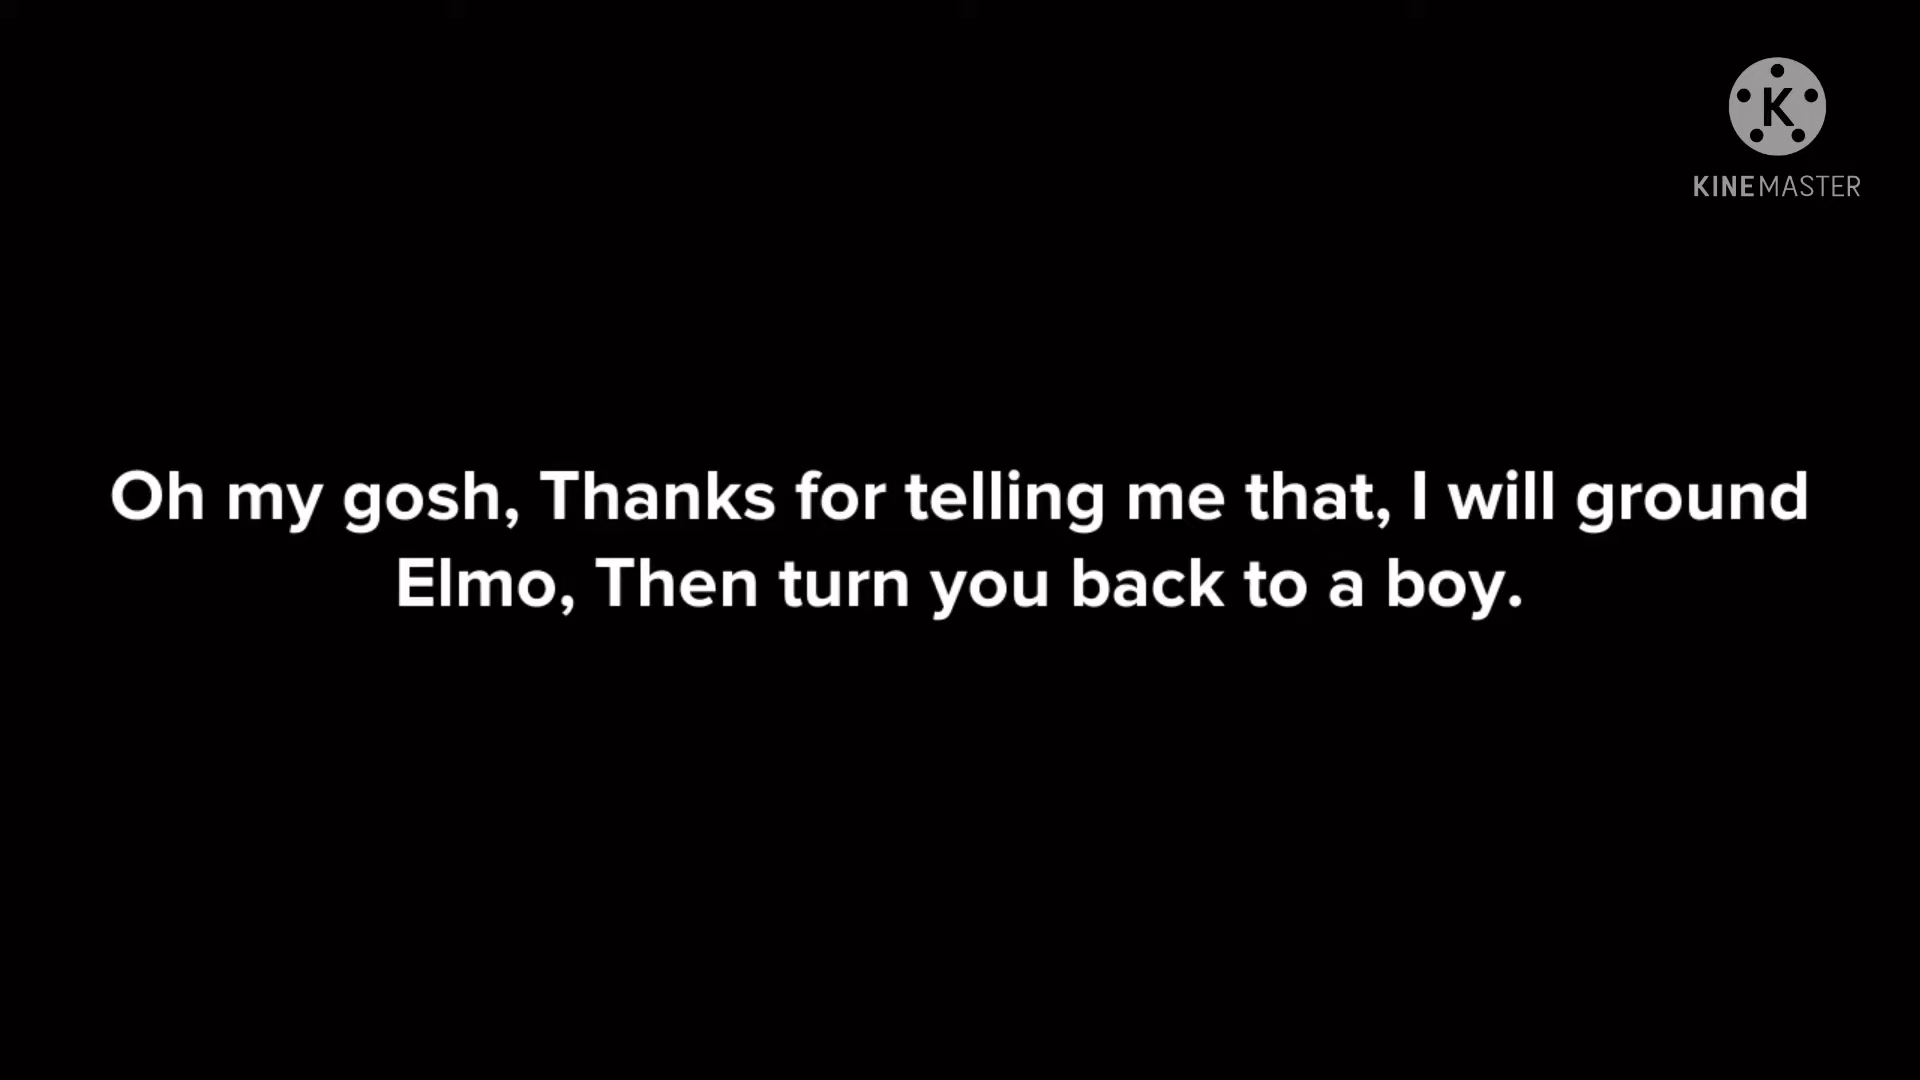 K
KINEMASTER
Oh my gosh, Thanks for telling me that, I will ground
Elmo, Then turn you back to a boy.